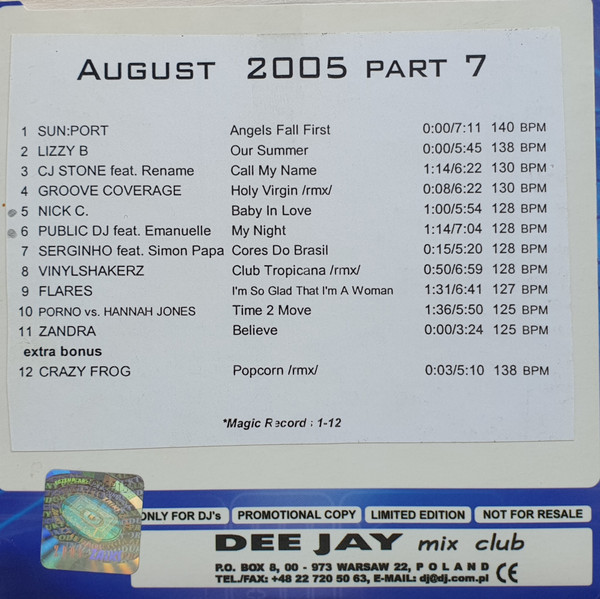 AUGUST 2005 PART 7
1 SUN:PORT Angels Fall First 0:00/7:11 140 BPM
2 LIZZY B Our Summer 0:00/5:45 138 BPM
3 CJ STONE feat. Rename Call My Name 1:14/6:22 130 BPM
4 GROOVE COVERAGE Holy Virgin /rmx/ 0:08/6:22 130 BPM
5 NICK C. Baby In Love 1:00/5:54 128 BPM
6 PUBLIC DJ feat. Emanuelle My Night 1:14/7:04 128 BPM
7 SERGINHO feat. Simon Papa Cores Do Brasil 0:15/5:20 128 BPM
8 VINYLSHAKERZ Club Tropicana /rmx/ 0:50/6:59 128 BPM
9 FLARES I'm So Glad That I'm A Woman 1:31/6:41 127 BPM
10 PORNO vs. HANNAH JONES Time 2 Move 1:36/5:50 125 BPM
11 ZANDRA Believe 0:00/3:24 125 BPM
extra bonus
12 CRAZY FROG Popcorn /rmx/ 0:03/5:10 138 BPM
*Magic Record : 1-12
ONLY FOR DJ's PROMOTIONAL COPY LIMITED EDITION NOT FOR RESALE
DEE JAY mix club
P.O. BOX 8, 00 - 973 WARSAW 22, POLAND
TEL./FAX: +48 22 720 50 63, E-MAIL: dj@dj.com.pl CE